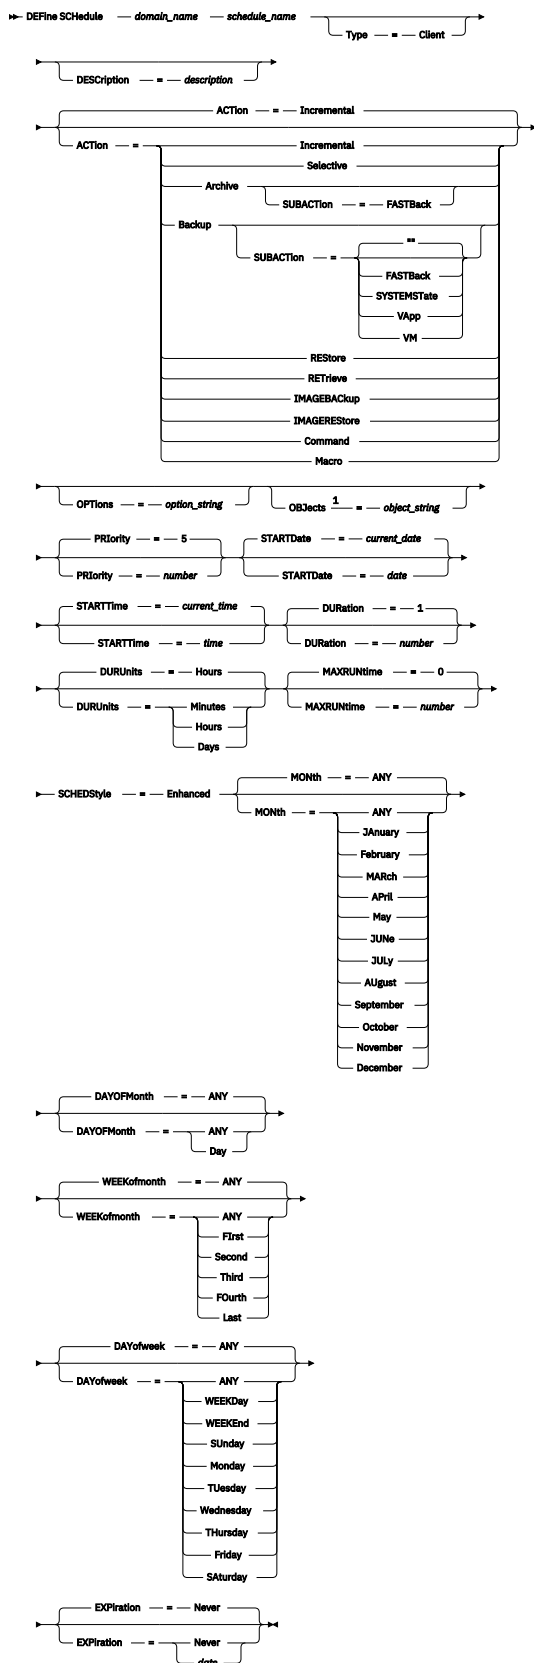 DEFine SCHedule — domain_name — schedule_name
Type — = — Client
DESCription — = — description
ACTion — = — Incremental
ACTion — = — Incremental
Selective
Archive
SUBACTion — = — FASTBack
Backup
""
SUBACTion — =
FASTBack
SYSTEMSTate
VApp
VM
REStore
RETrieve
IMAGEBACkup
IMAGEREStore
Command
Macro
OPTions — = — option_string
OBJects 1 = — object_string
PRIority — = — 5
STARTDate — = — current_date
PRIority — = — number
STARTDate — = — date
STARTTime — = — current_time
DURation — = — 1
STARTTime — = — time
DURation — = — number
DURUnits — = — Hours
MAXRUNtime — = — 0
DURUnits — = — Minutes
MAXRUNtime — = — number
Hours
Days
MONth — = — ANY
SCHEDStyle — = — Enhanced
MONth — = — ANY
JAnuary
February
MARch
APril
May
JUNe
JULy
AUgust
September
October
November
December
DAYOFMonth — = — ANY
DAYOFMonth — = — ANY
Day
WEEKofmonth — = — ANY
WEEKofmonth — = — ANY
FIrst
Second
Third
FOurth
Last
DAYofweek — = — ANY
DAYofweek — = — ANY
WEEKDay
WEEKEnd
SUnday
Monday
TUesday
Wednesday
THursday
Friday
SAturday
EXPiration — = — Never
EXPiration — = — Never
date